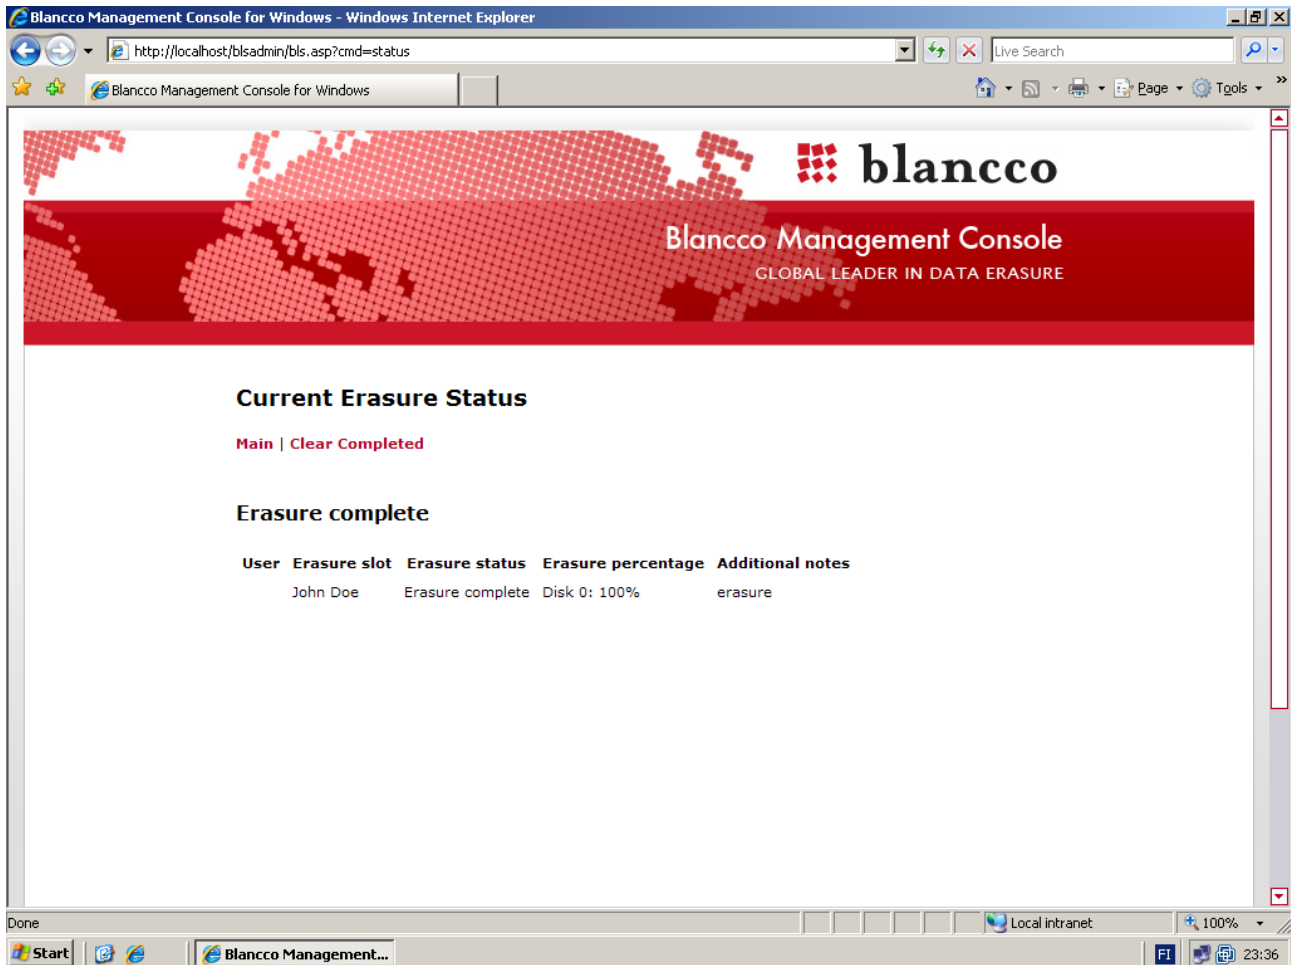 Blancco Management Console for Windows - Windows Internet Explorer
http://localhost/blsadmin/bls.asp?cmd=status
Live Search
Blancco Management Console for Windows
Page
Tools
»
blancco
Blancco Management Console
GLOBAL LEADER IN DATA ERASURE
Current Erasure Status
Main | Clear Completed
Erasure complete
User Erasure slot Erasure status Erasure percentage Additional notes
John Doe Erasure complete Disk 0: 100% erasure
Done
Local intranet
100%
Start
Blancco Management...
FI
23:36